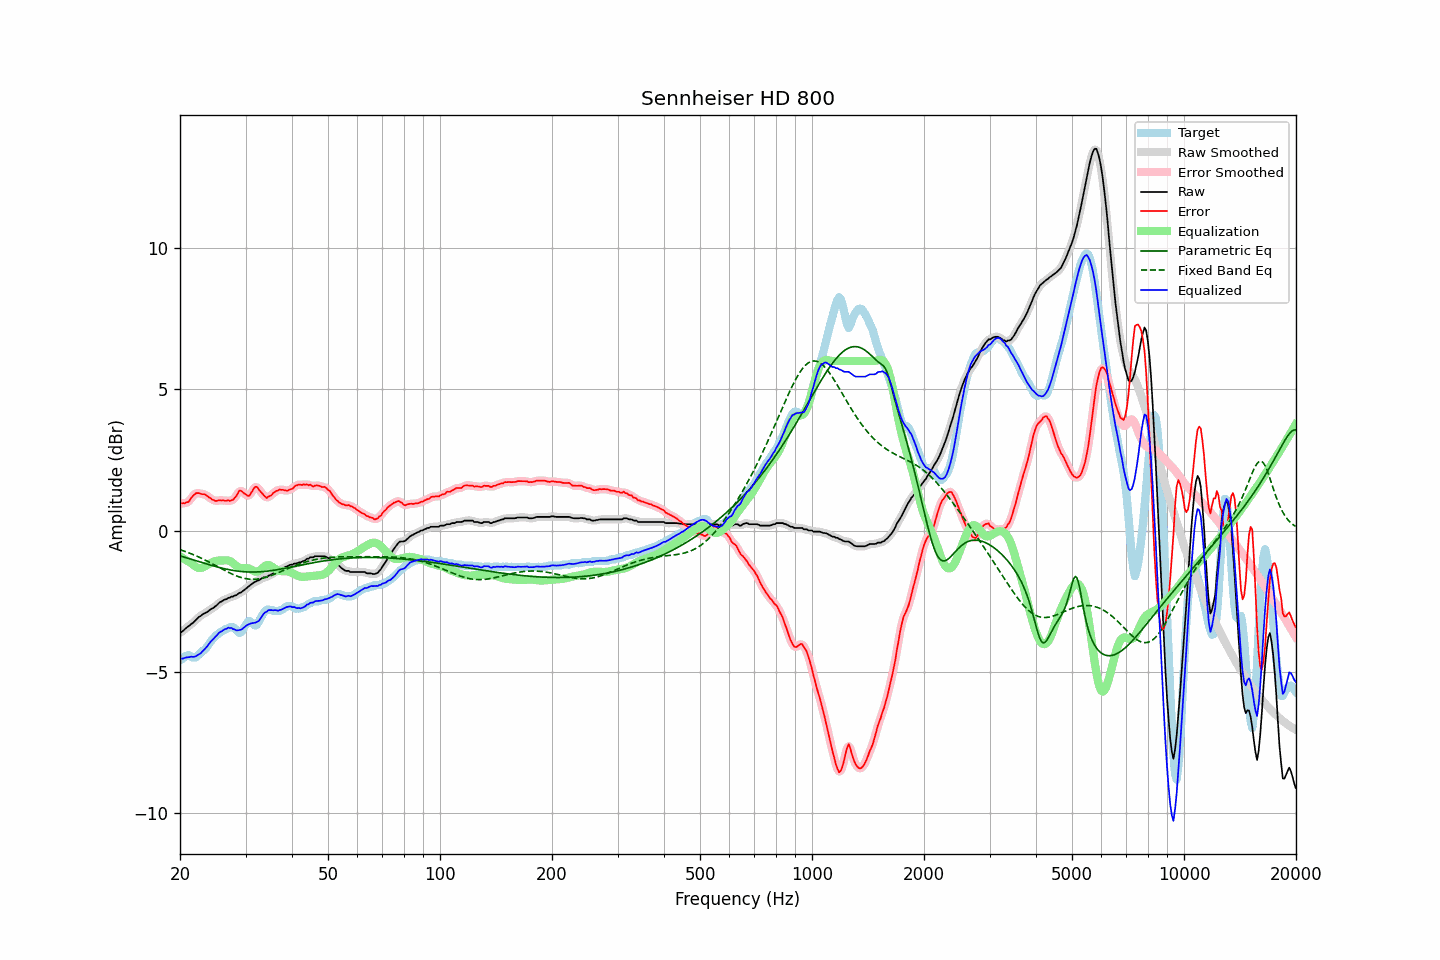 Sennheiser HD 800
Target
Raw Smoothed
Error Smoothed
Raw
Error
Equalization
Parametric Eq
Fixed Band Eq
Equalized
Amplitude (dBr)
10
5
0
−5
−10
20 50 100 200 500 1000 2000 5000 10000 20000
Frequency (Hz)